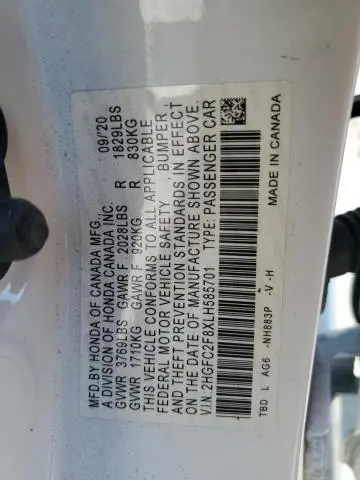 MFD.BY HONDA OF CANADA MFG. 09/'20
A DIVISION OF HONDA CANADA INC.
GVWR 3769LBS GAWR F 2028LBS R 1829LBS
GVWR 1710KG GAWR F 920KG R 830KG
THIS VEHICLE CONFORMS TO ALL APPLICABLE
FEDERAL MOTOR VEHICLE SAFETY, BUMPER,
AND THEFT PREVENTION STANDARDS IN EFFECT
ON THE DATE OF MANUFACTURE SHOWN ABOVE.
V.I.N:2HGFC2F8XLH585701 TYPE: PASSENGER CAR
TBD L AG6 -NH883P -V -H MADE IN CANADA